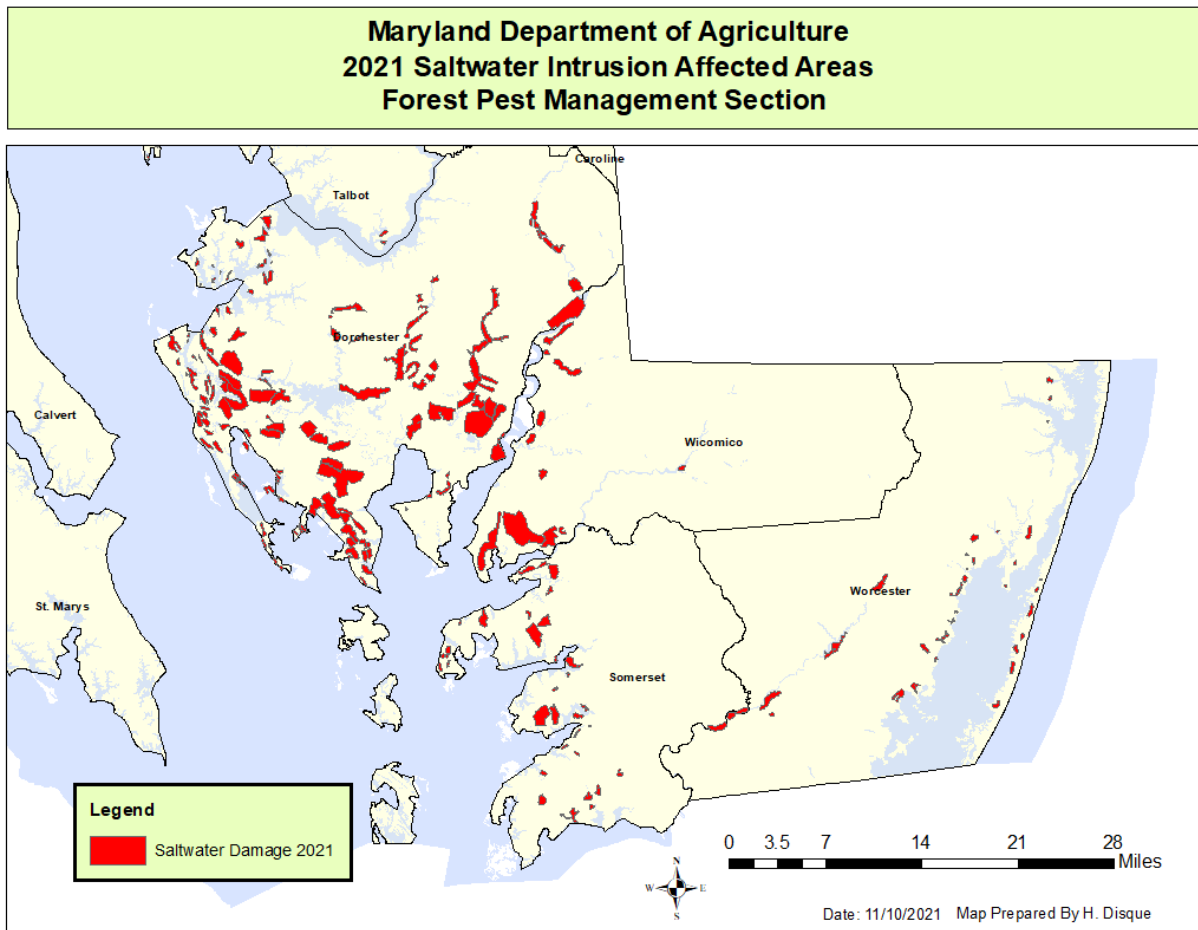 Maryland Department of Agriculture
2021 Saltwater Intrusion Affected Areas
Forest Pest Management Section
Caroline
Talbot
Dorchester
Calvert
Wicomico
St. Marys
Worcester
Somerset
Legend
Saltwater Damage 2021
0 3.5 7 14 21 28
Miles
N
W E
S
Date: 11/10/2021 Map Prepared By H. Disque